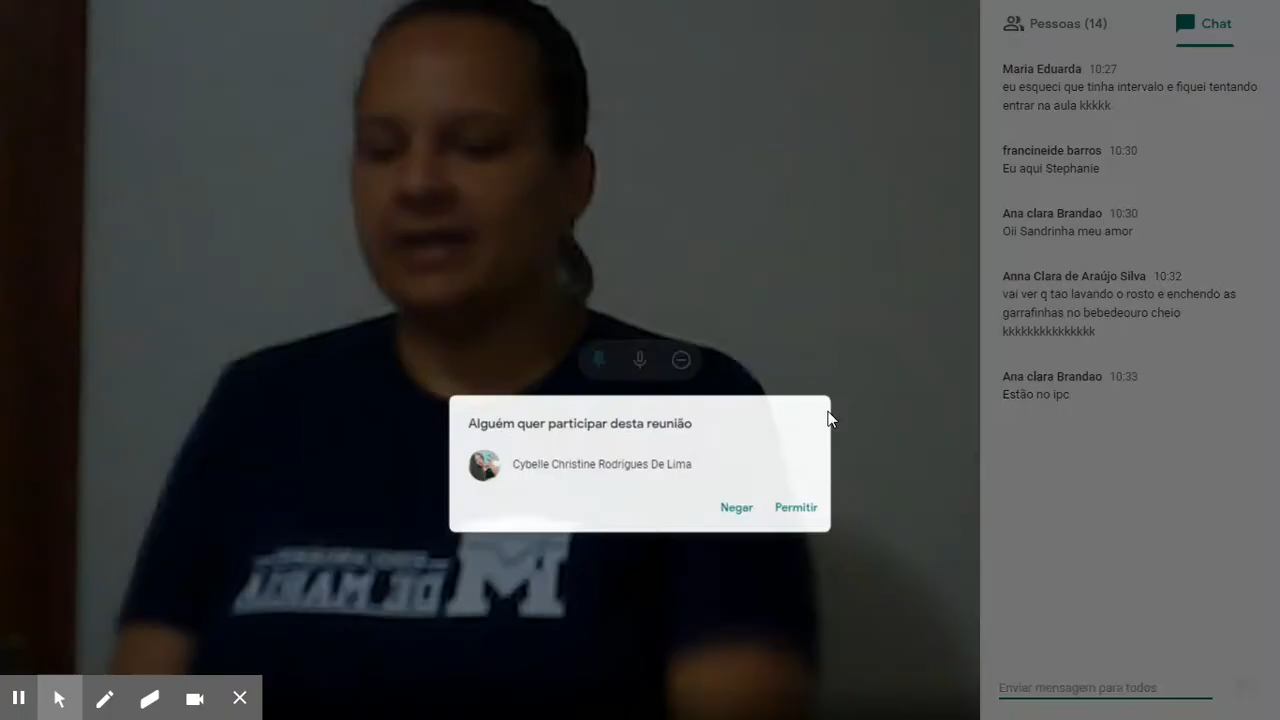 Pessoas (14)
Chat
Maria Eduarda 10:27
eu esqueci que tinha intervalo e fiquei tentando
entrar na aula kkkkk
francineide barros 10:30
Eu aqui Stephanie
Ana clara Brandao 10:30
Oii Sandrinha meu amor
Anna Clara de Araújo Silva 10:32
vai ver q tao lavando o rosto e enchendo as
garrafinhas no bebedeouro cheio
kkkkkkkkkkkkkkk
Ana clara Brandao 10:33
Estão no ipc
Alguém quer participar desta reunião
Cybelle Christine Rodrigues De Lima
Negar Permitir
M
Enviar mensagem para todos